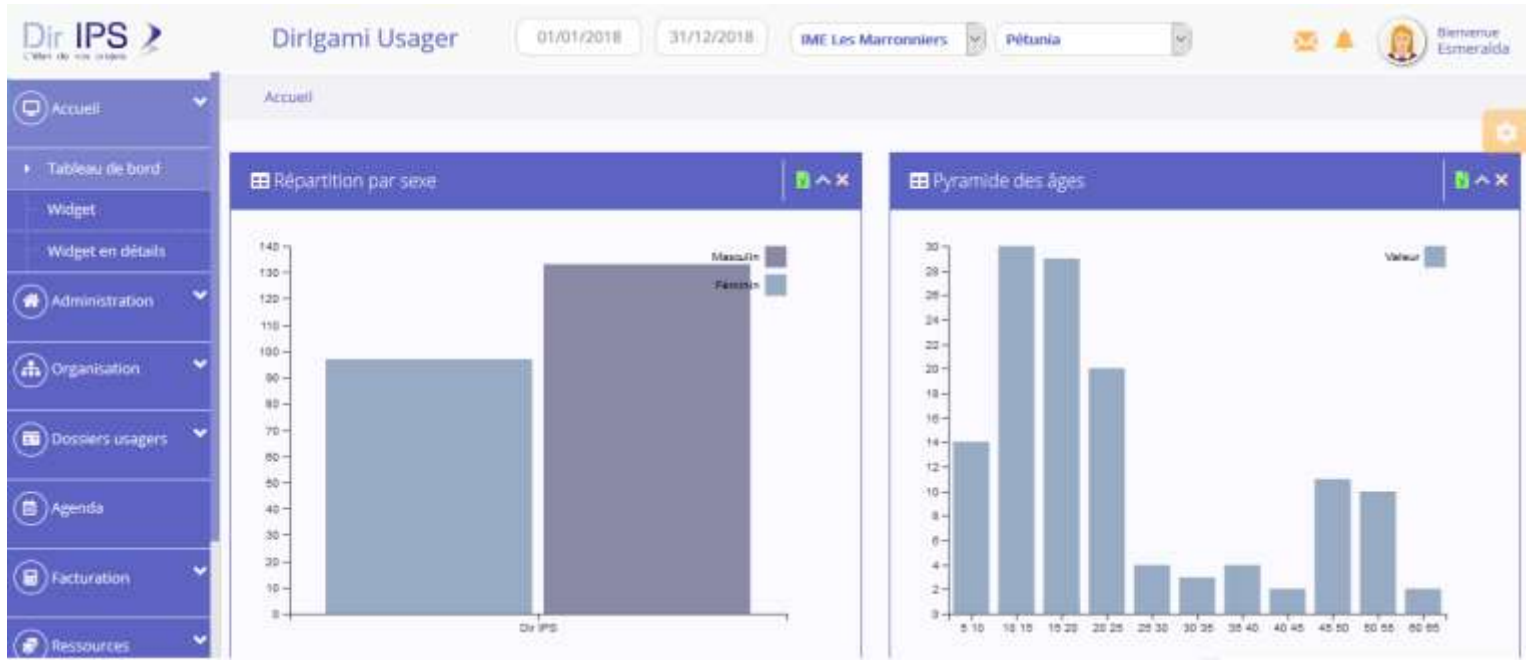 Dir IPS
DirIgami Usager
01/01/2018
31/12/2018
IME Les Marronniers
Pétunia
Bienvenue
Esmeralda
Accueil
Tableau de bord
Widget
Widget en détails
Administration
Organisation
Dossiers usagers
Agenda
Facturation
Ressources
Accueil
Répartition par sexe
Masculin
Féminin
140
130
120
110
100
90
80
70
60
50
40
30
20
10
0
Dir IPS
Pyramide des âges
Valeur
30
28
26
24
22
20
18
16
14
12
10
8
6
4
2
0
5 10 10 15 15 20 20 25 25 30 30 35 35 40 40 45 45 50 50 55 60 65